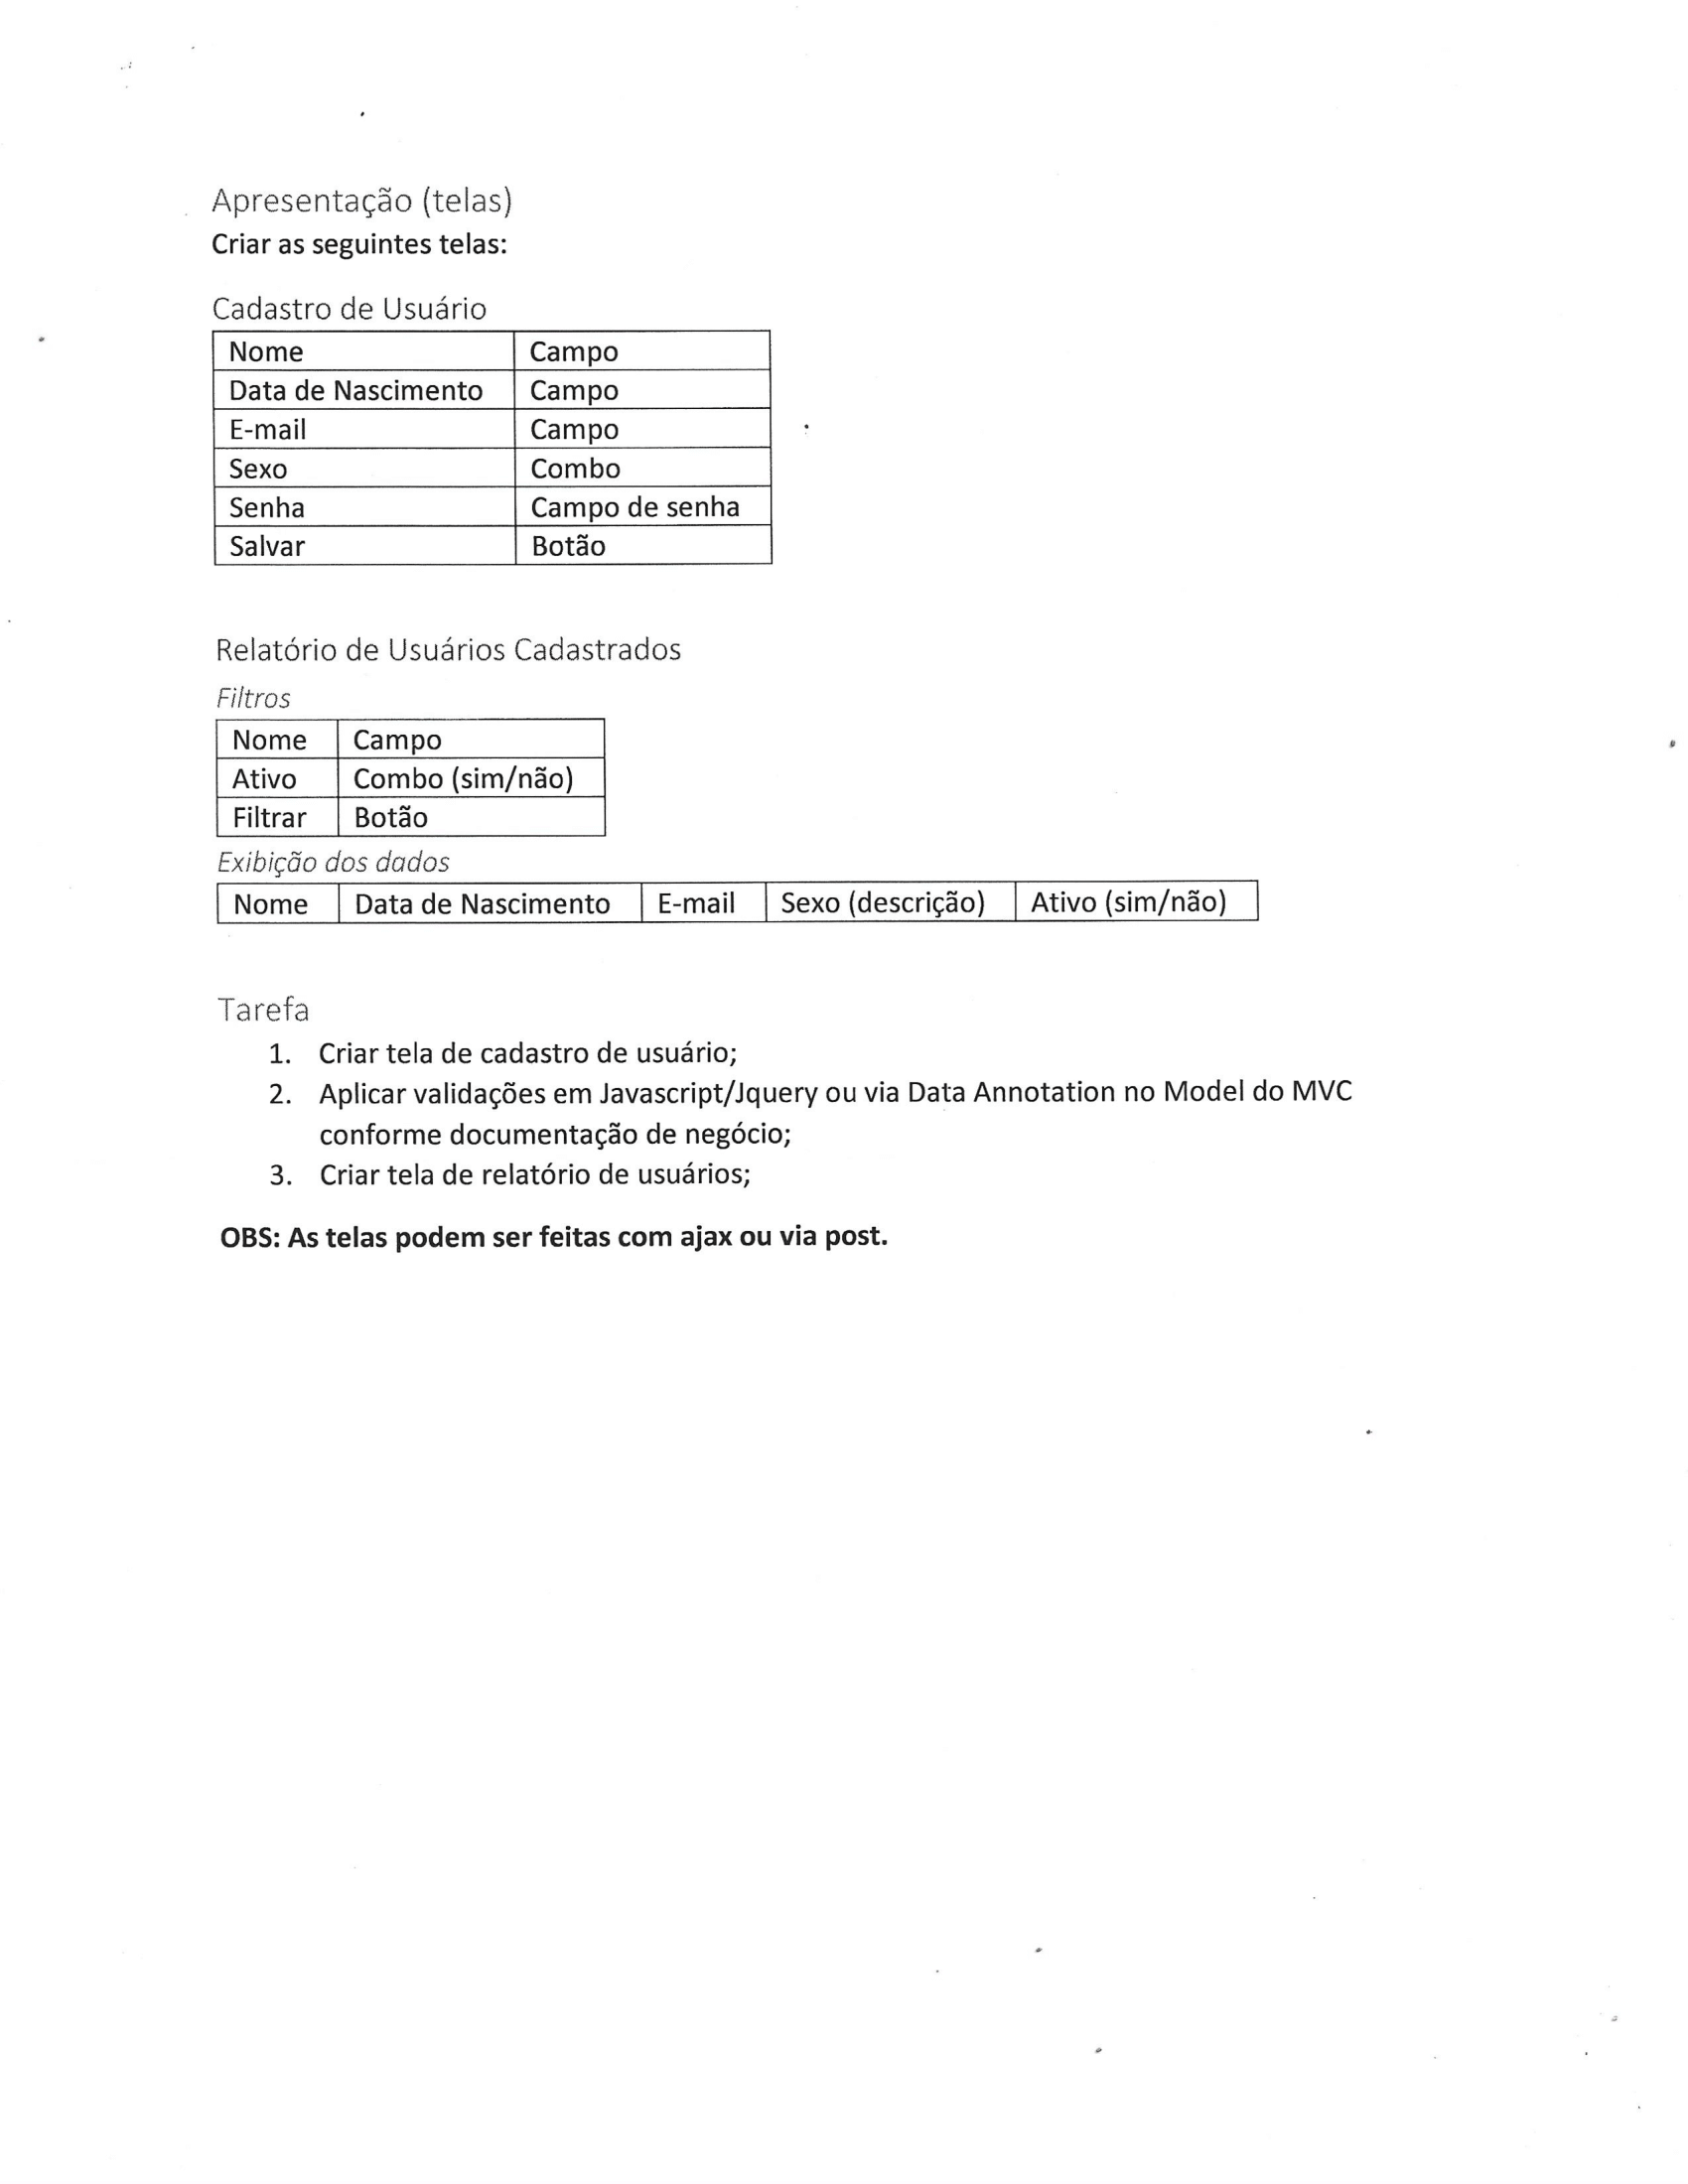 Apresentação (telas)
Criar as seguintes telas:
Cadastro de Usuário
Nome Campo
Data de Nascimento Campo
E-mail Campo
Sexo Combo
Senha Campo de senha
Salvar Botão
Relatório de Usuários Cadastrados
Filtros
Nome Campo
Ativo Combo (sim/não)
Filtrar Botão
Exibição dos dados
Nome Data de Nascimento E-mail Sexo (descrição) Ativo (sim/não)
Tarefa
1. Criar tela de cadastro de usuário;
2. Aplicar validações em Javascript/Jquery ou via Data Annotation no Model do MVC
conforme documentação de negócio;
3. Criar tela de relatório de usuários;
OBS: As telas podem ser feitas com ajax ou via post.